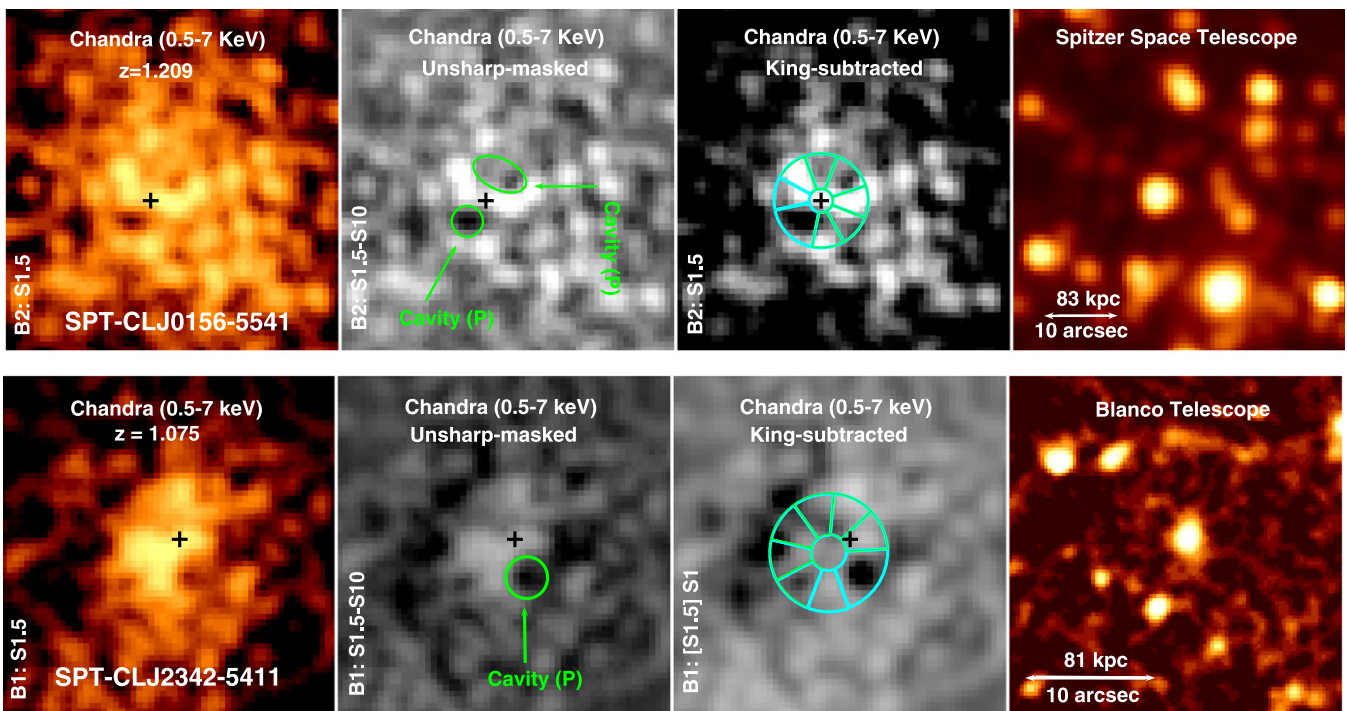 Chandra (0.5-7 KeV)
z=1.209
B2: S1.5
SPT-CLJ0156-5541
Chandra (0.5-7 KeV)
Unsharp-masked
B2: S1.5-S10
Cavity (P)
Cavity (P)
Chandra (0.5-7 KeV)
King-subtracted
B2: S1.5
Spitzer Space Telescope
83 kpc
10 arcsec
Chandra (0.5-7 keV)
z = 1.075
B1: S1.5
SPT-CLJ2342-5411
Chandra (0.5-7 keV)
Unsharp-masked
B1: S1.5-S10
Cavity (P)
Chandra (0.5-7 keV)
King-subtracted
B1: [S1.5] S1
Blanco Telescope
81 kpc
10 arcsec